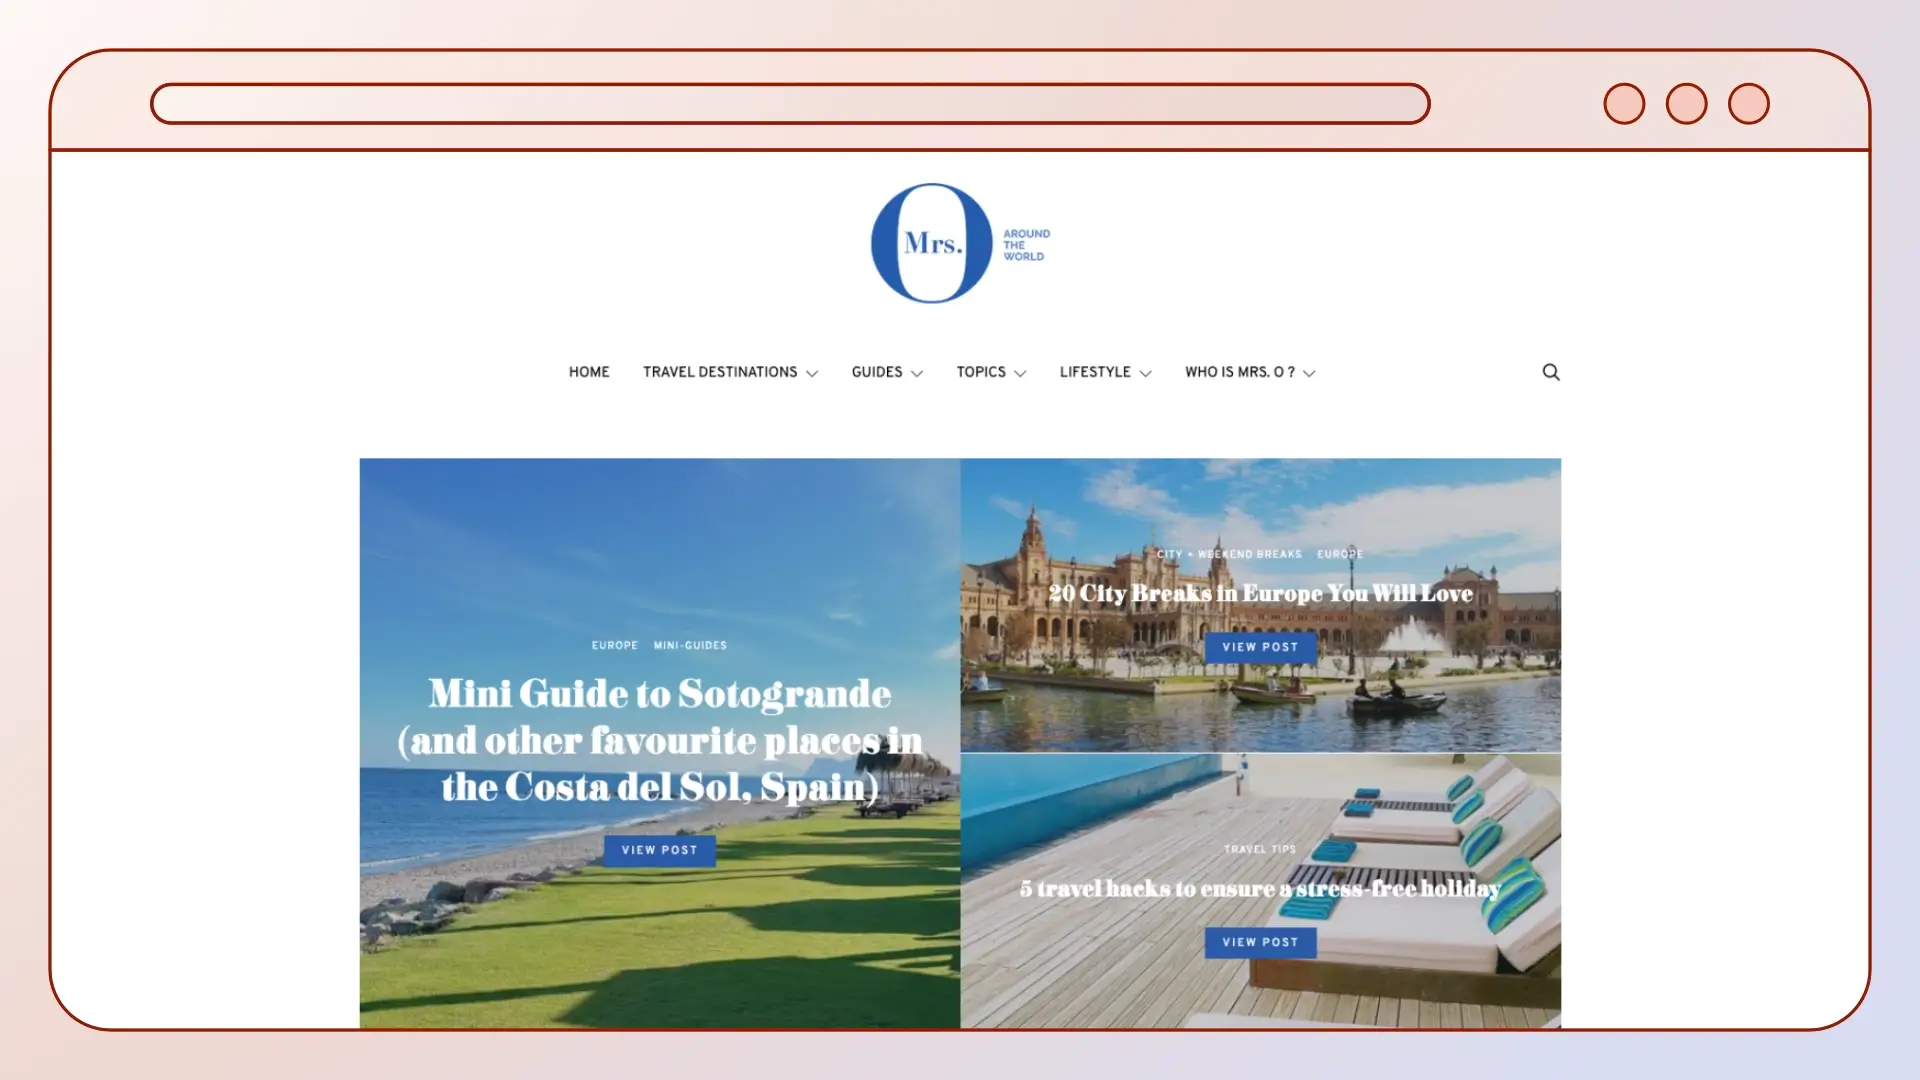 Mrs.
AROUND
THE
WORLD
HOME TRAVEL DESTINATIONS GUIDES TOPICS LIFESTYLE WHO IS MRS. O ?
EUROPE MINI-GUIDES
Mini Guide to Sotogrande
(and other favourite places in
the Costa del Sol, Spain)
VIEW POST
CITY + WEEKEND BREAKS EUROPE
20 City Breaks in Europe You Will Love
VIEW POST
TRAVEL TIPS
5 travel hacks to ensure a stress-free holiday
VIEW POST